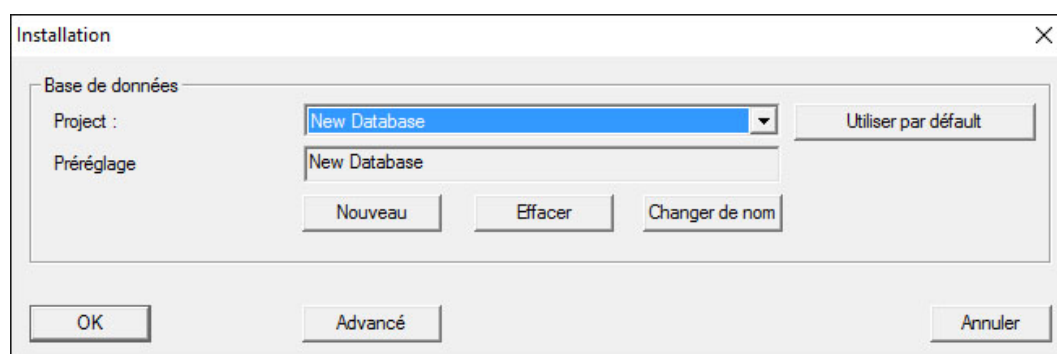 Installation
Base de données
Project :
New Database
Utiliser par défault
Préréglage
New Database
Nouveau
Effacer
Changer de nom
OK
Advancé
Annuler